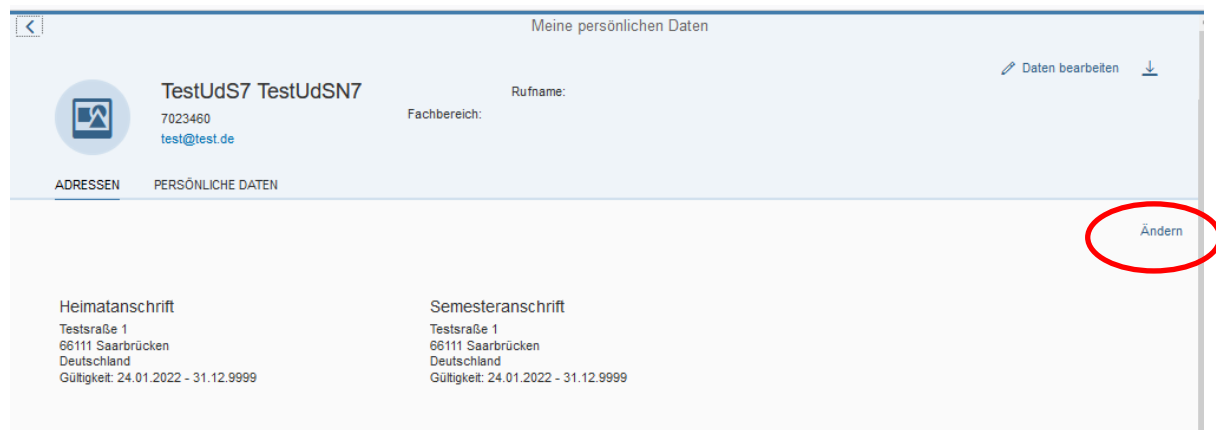 Meine persönlichen Daten
Daten bearbeiten
TestUdS7 TestUdSN7
Rufname:
7023460
Fachbereich:
test@test.de
ADRESSEN PERSÖNLICHE DATEN
Ändern
Heimatanschrift
Testsraße 1
66111 Saarbrücken
Deutschland
Gültigkeit: 24.01.2022 - 31.12.9999
Semesteranschrift
Testsraße 1
66111 Saarbrücken
Deutschland
Gültigkeit: 24.01.2022 - 31.12.9999